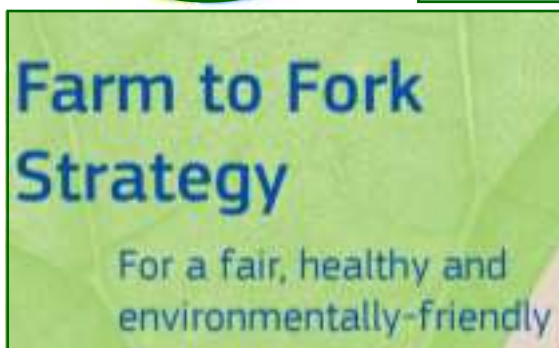 Farm to Fork
Strategy
For a fair, healthy and
environmentally-friendly